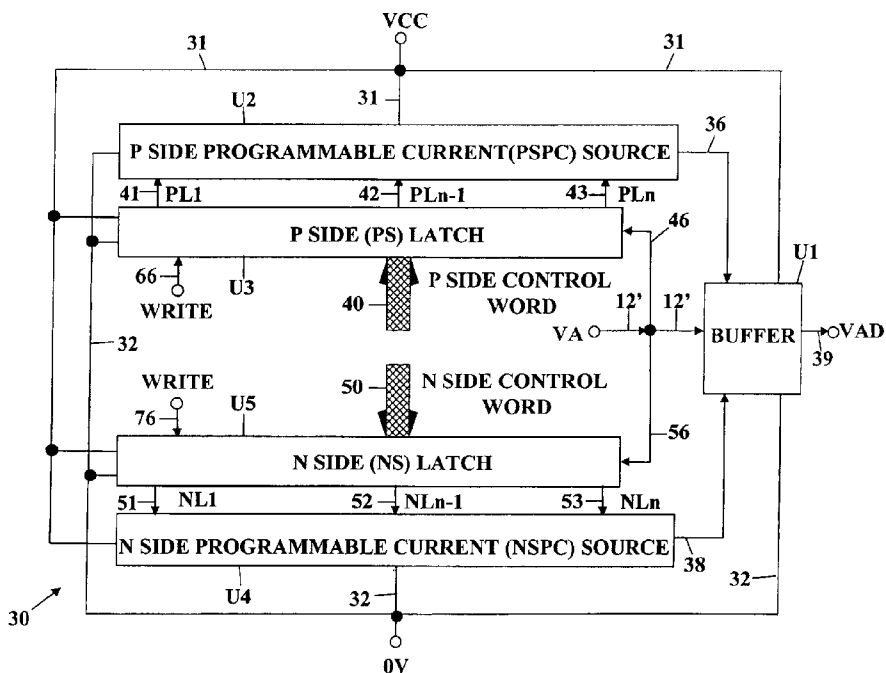 VCC
31
31
31
U2
36
P SIDE PROGRAMMABLE CURRENT(PSPC) SOURCE
41
PL1
42
PLn-1
43
PLn
46
P SIDE (PS) LATCH
U1
66
U3
P SIDE CONTROL
WORD
WRITE
40
VA
12’
12’
BUFFER
VAD
39
32
WRITE
50
N SIDE CONTROL
WORD
76
U5
56
N SIDE (NS) LATCH
51
NL1
52
NLn-1
53
NLn
N SIDE PROGRAMMABLE CURRENT (NSPC) SOURCE
38
U4
32
32
30
0V